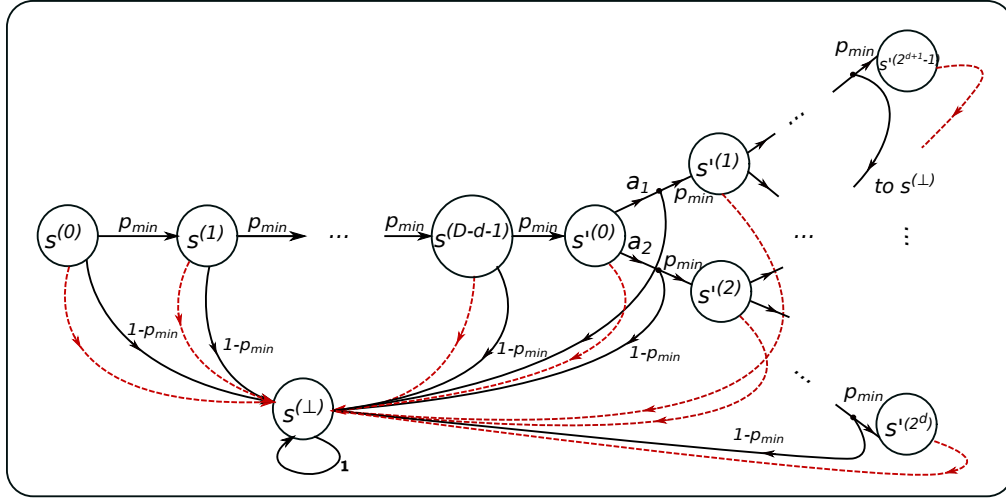 p_min
s'(2^{d+1}-1)
...
a_1
s'(1)
p_min
to s(⊥)
s(0)
p_min
s(1)
p_min
...
p_min
s(D-d-1)
p_min
s'(0)
a_2
p_min
s'(2)
...
...
1-p_min
1-p_min
1-p_min
1-p_min
...
p_min
s'(2^d)
s(⊥)
1-p_min
1